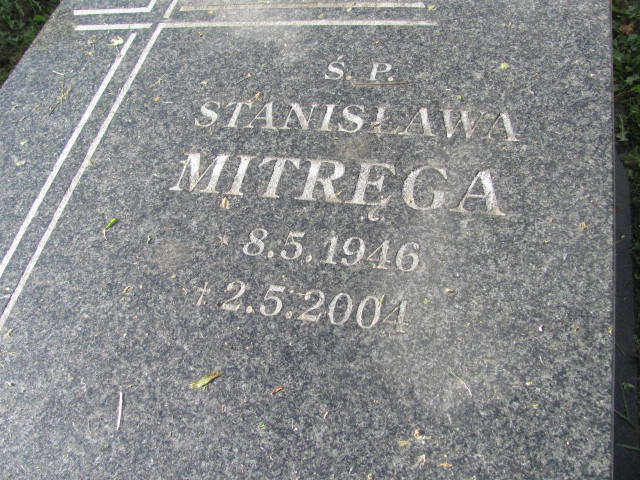 Ś. P.
STANISŁAWA
MITRĘGA
* 8.5.1946
† 2.5.2004